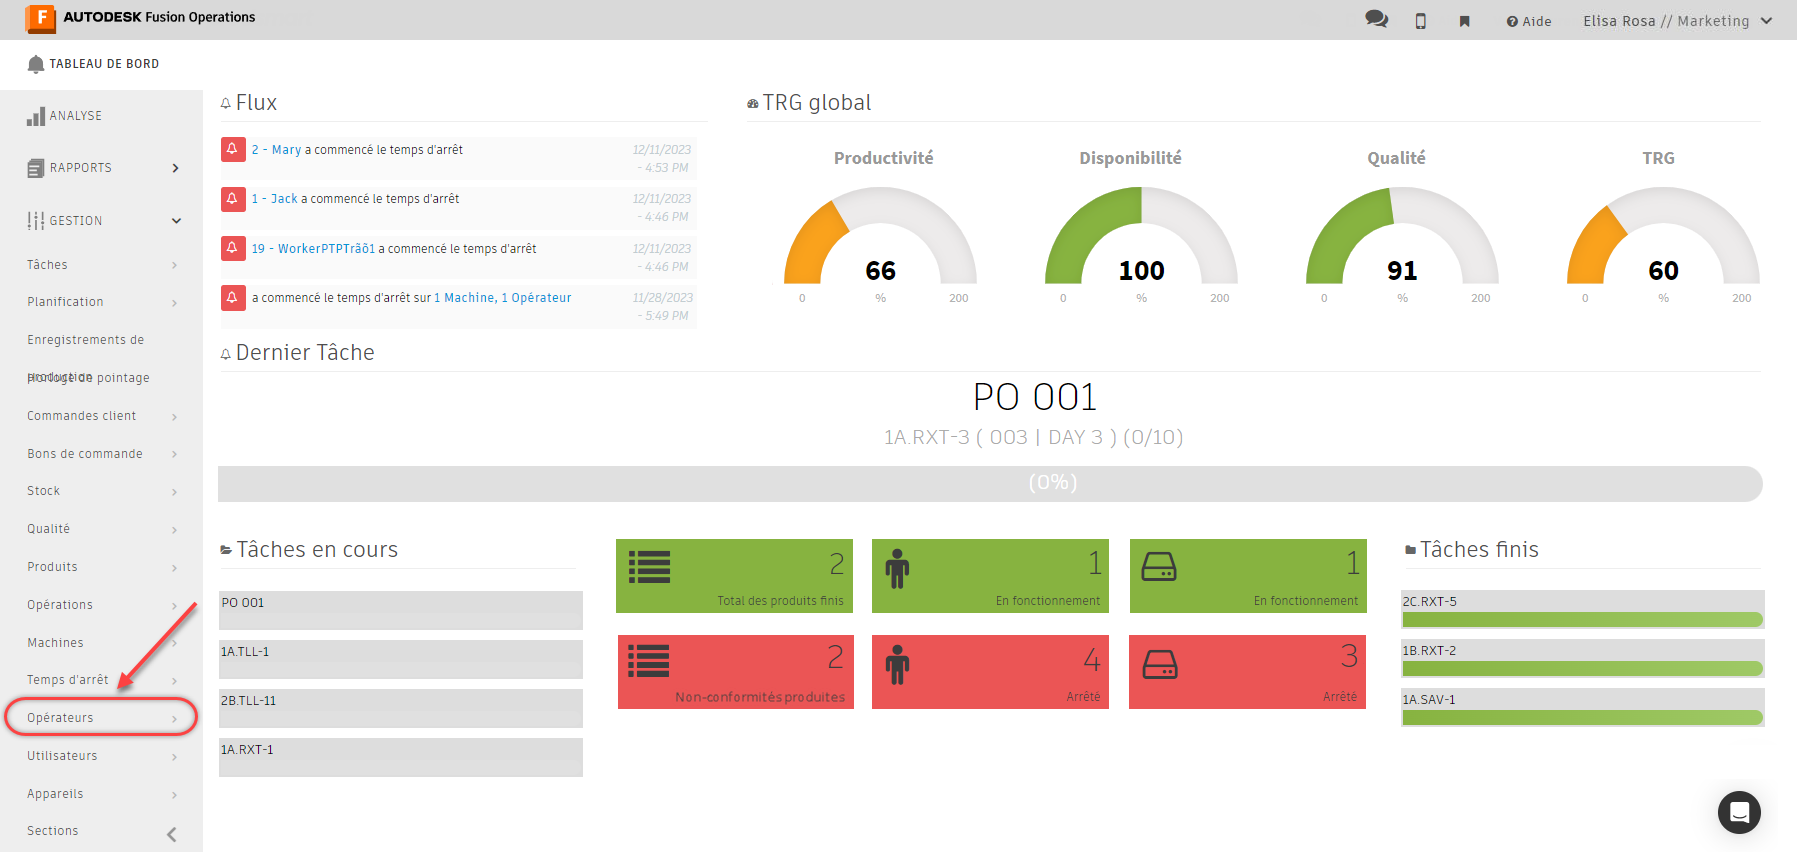 F AUTODESK Fusion Operations
Aide
Elisa Rosa // Marketing
TABLEAU DE BORD
ANALYSE
RAPPORTS
GESTION
Tâches
Planification
Enregistrements de
production
Horloge de pointage
Commandes client
Bons de commande
Stock
Qualité
Produits
Opérations
Machines
Temps d'arrêt
Opérateurs
Utilisateurs
Appareils
Sections
Flux
2 - Mary a commencé le temps d'arrêt
12/11/2023
- 4:53 PM
1 - Jack a commencé le temps d'arrêt
12/11/2023
- 4:46 PM
19 - WorkerPTPTrãõ1 a commencé le temps d'arrêt
12/11/2023
- 4:46 PM
a commencé le temps d'arrêt sur 1 Machine, 1 Opérateur
11/28/2023
- 5:49 PM
TRG global
Productivité
66
0 % 200
Disponibilité
100
0 % 200
Qualité
91
0 % 200
TRG
60
0 % 200
Dernier Tâche
PO 001
1A.RXT-3 ( 003 | DAY 3 ) (0/10)
(0%)
Tâches en cours
PO 001
1A.TLL-1
2B.TLL-11
1A.RXT-1
2
Total des produits finis
1
En fonctionnement
1
En fonctionnement
2
Non-conformités produites
4
Arrêté
3
Arrêté
Tâches finis
2C.RXT-5
1B.RXT-2
1A.SAV-1